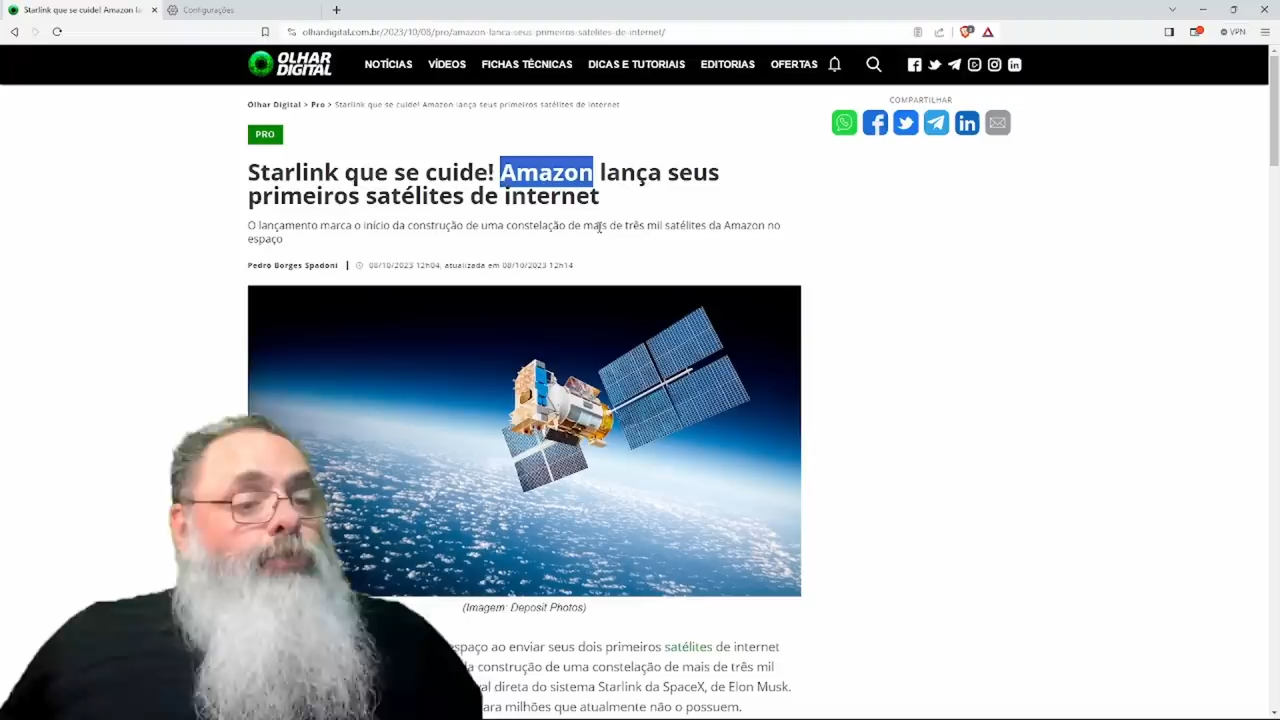 Starlink que se cuide! Amazon la
Configurações
olhardigital.com.br/2023/10/08/pro/amazon-lanca-seus-primeiros-satelites-de-internet/
VPN
OLHAR
DIGITAL
NOTÍCIAS VÍDEOS FICHAS TÉCNICAS DICAS E TUTORIAIS EDITORIAS OFERTAS
Olhar Digital > Pro > Starlink que se cuide! Amazon lança seus primeiros satélites de internet
COMPARTILHAR
PRO
Starlink que se cuide! Amazon lança seus
primeiros satélites de internet
O lançamento marca o início da construção de uma constelação de mais de três mil satélites da Amazon no
espaço
Pedro Borges Spadoni | 08/10/2023 12h04, atualizada em 08/10/2023 12h14
(Imagem: Deposit Photos)
espaço ao enviar seus dois primeiros satélites de internet
a construção de uma constelação de mais de três mil
al direta do sistema Starlink da SpaceX, de Elon Musk.
ara milhões que atualmente não o possuem.